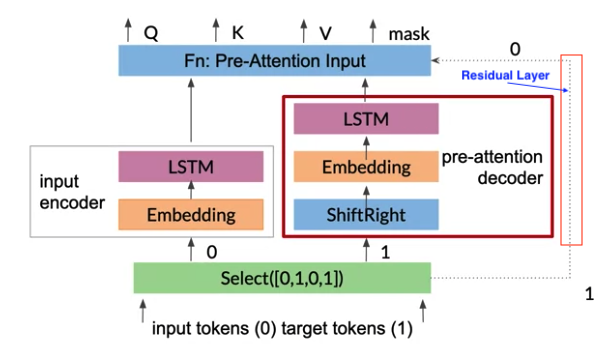 Q K V mask
0
Fn: Pre-Attention Input
Residual Layer
LSTM
pre-attention
decoder
Embedding
ShiftRight
input
encoder
LSTM
Embedding
0 1
Select([0,1,0,1])
1
input tokens (0) target tokens (1)